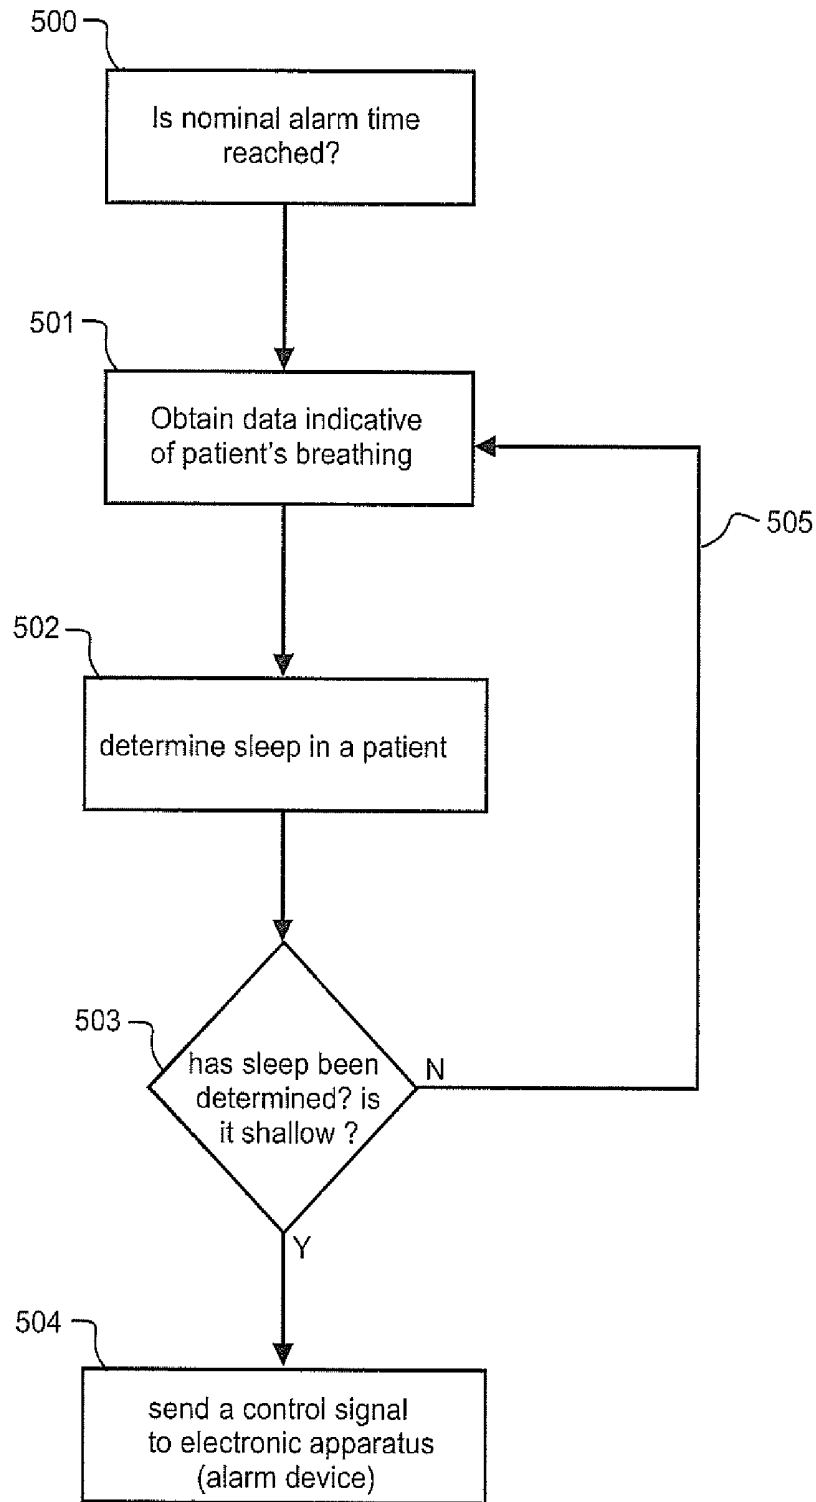 500
Is nominal alarm time
reached?
501
Obtain data indicative
of patient's breathing
505
502
determine sleep in a patient
503
has sleep been
determined? is
it shallow ?
N
Y
504
send a control signal
to electronic apparatus
(alarm device)